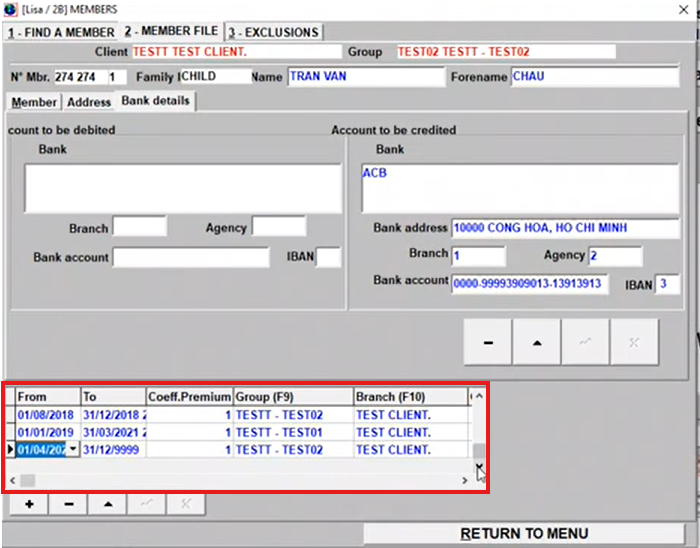 [Lisa / 2B] MEMBERS
1 - FIND A MEMBER 2 - MEMBER FILE 3 - EXCLUSIONS
Client TESTT TEST CLIENT. Group TEST02 TESTT - TEST02
N° Mbr. 274 274 1 Family CHILD Name TRAN VAN Forename CHAU
Member Address Bank details
count to be debited Account to be credited
Bank Bank
ACB
Branch Agency Bank address 10000 CONG HOA, HO CHI MINH
Bank account IBAN Branch 1 Agency 2
Bank account 0000-99993909013-13913913 IBAN 3
From To Coeff.Premium Group (F9) Branch (F10)
01/08/2018 31/12/2018 1 TESTT - TEST02 TEST CLIENT.
01/01/2019 31/03/2021 1 TESTT - TEST01 TEST CLIENT.
01/04/202 31/12/9999 1 TESTT - TEST02 TEST CLIENT.
RETURN TO MENU